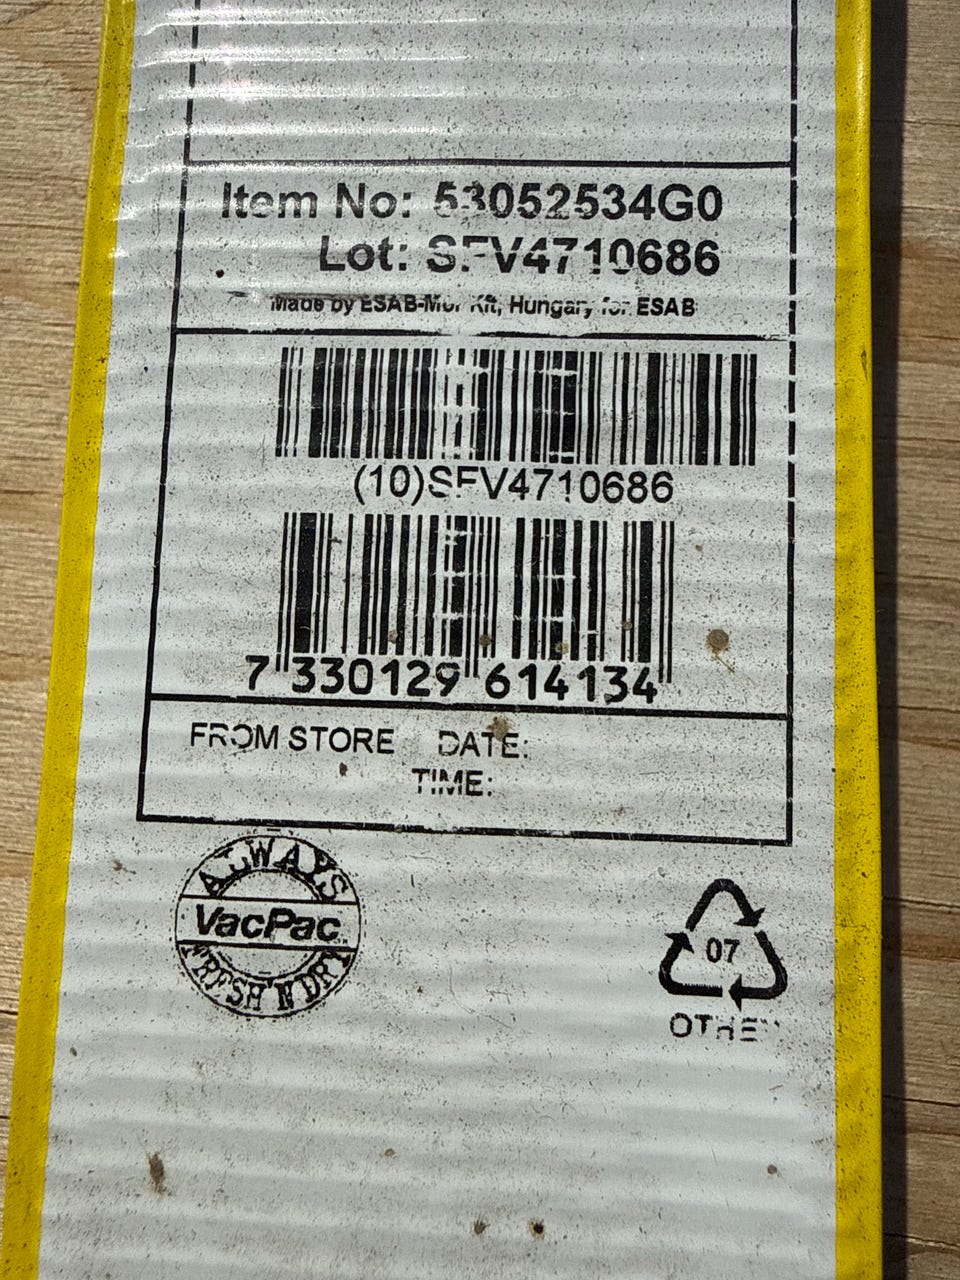 Item No: 53052534G0
Lot: SFV4710686
Made by ESAB-Mor Kft, Hungary for ESAB
(10)SFV4710686
7 330129 614134
FROM STORE DATE:
TIME:
ALWAYS
VacPac
FRESH'N DRY
07
OTHER